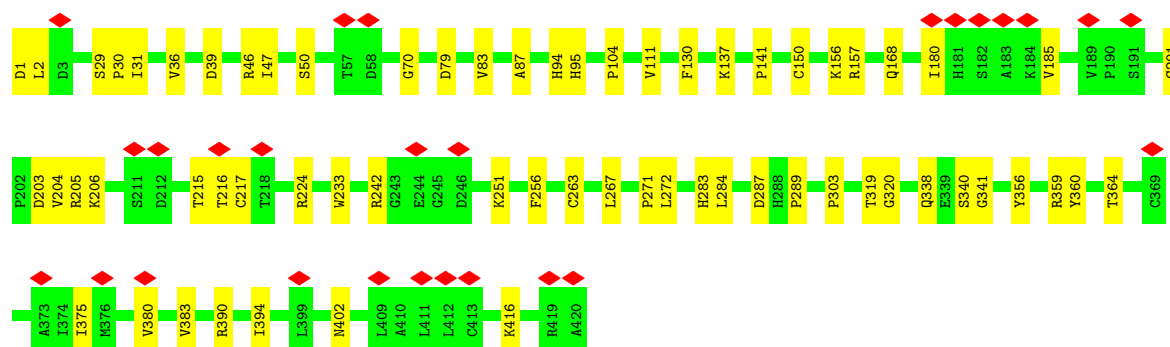 D1 L2 D3 S29 P30 I31 V36 D39 R46 I47 S50 T57 D58 G70 D79 V83 A87 H94 H95 P104 V111 F130 K137 P141 C150 K156 R157 Q168 I180 H181 S182 A183 K184 V185 V189 P190 S191
P202 D203 V204 R205 K206 S211 D212 T215 T216 C217 T218 R224 W233 R242 G243 E244 G245 D246 K251 F256 C263 L267 P271 L272 H283 L284 D287 H288 P289 P303 T319 G320 Q338 E339 S340 G341 Y356 R359 Y360 T364 C369
A373 I374 I375 M376 V380 V383 R390 I394 L399 N402 L409 A410 L411 L412 C413 K416 R419 A420